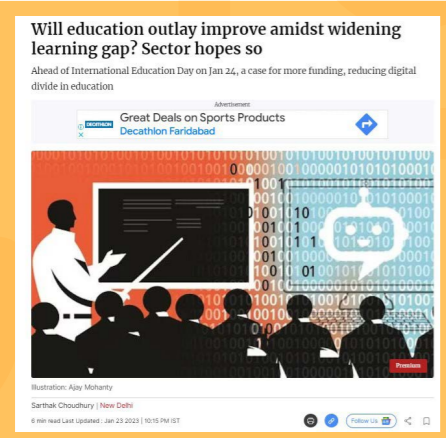 Will education outlay improve amidst widening
learning gap? Sector hopes so
Ahead of International Education Day on Jan 24, a case for more funding, reducing digital
divide in education
Advertisement
DECATHLON
Great Deals on Sports Products
Decathlon Faridabad
Premium
Illustration: Ajay Mohanty
Sarthak Choudhury | New Delhi
6 min read Last Updated : Jan 23 2023 | 10:15 PM IST
Follow Us